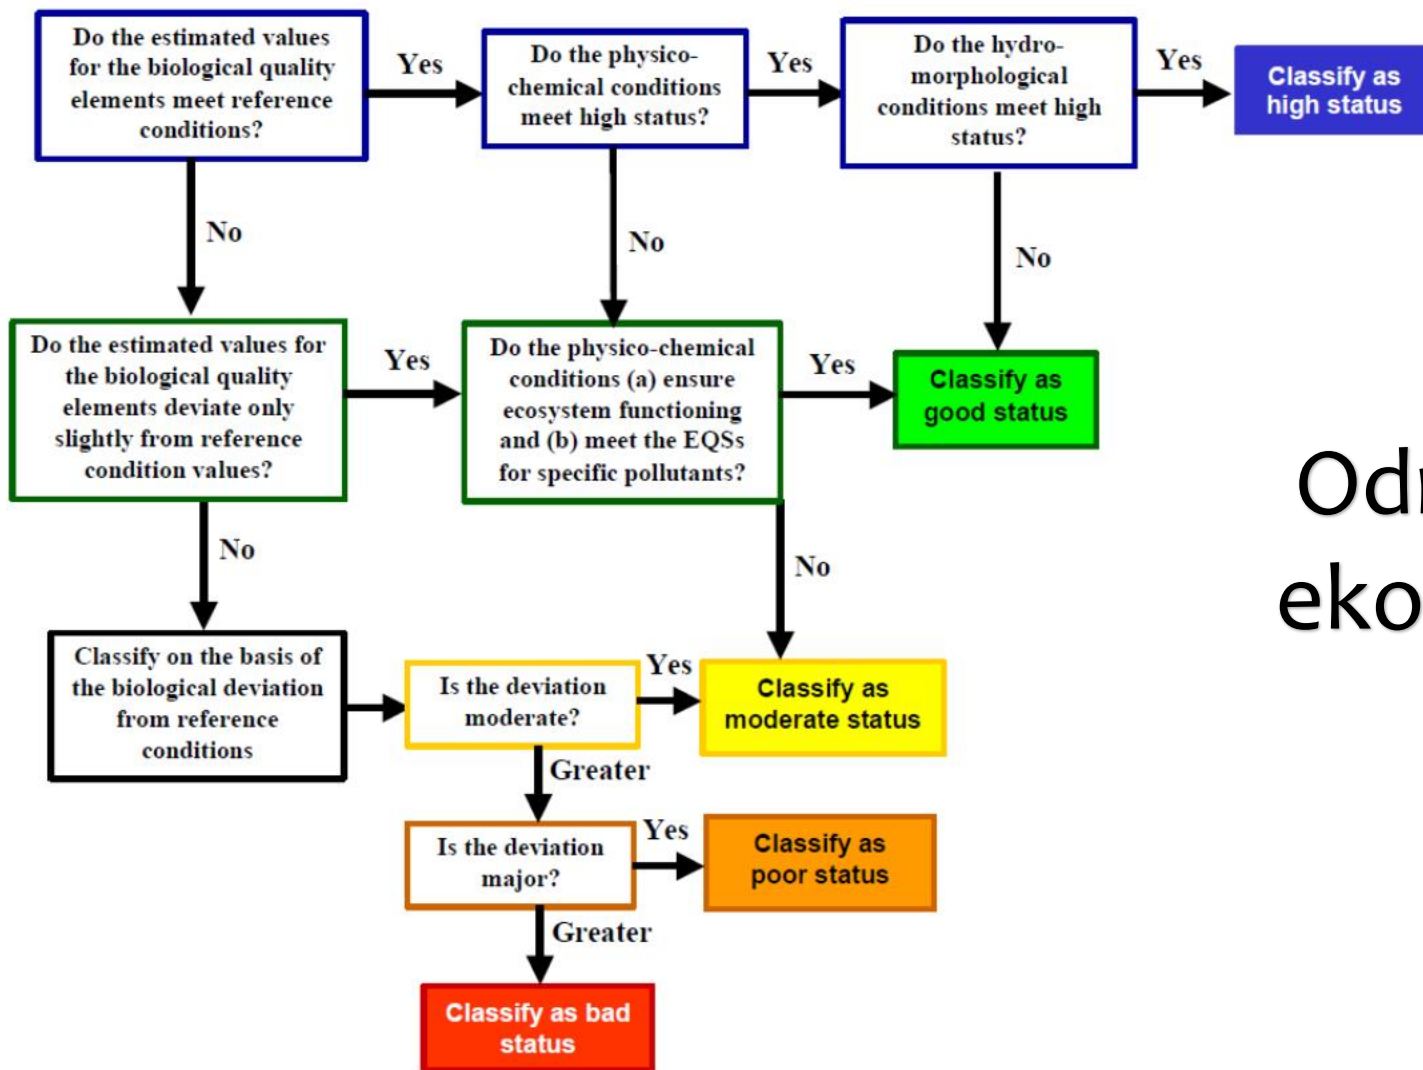 Do the estimated values
for the biological quality
elements meet reference
conditions?
Yes
Do the physico-
chemical conditions
meet high status?
Yes
Do the hydro-
morphological
conditions meet high
status?
Yes
Classify as
high status
No
No
No
Do the estimated values for
the biological quality
elements deviate only
slightly from reference
condition values?
Yes
Do the physico-chemical
conditions (a) ensure
ecosystem functioning
and (b) meet the EQSs
for specific pollutants?
Yes
Classify as
good status
No
No
Classify on the basis of
the biological deviation
from reference
conditions
Is the deviation
moderate?
Yes
Classify as
moderate status
Greater
Is the deviation
major?
Yes
Classify as
poor status
Greater
Classify as bad
status